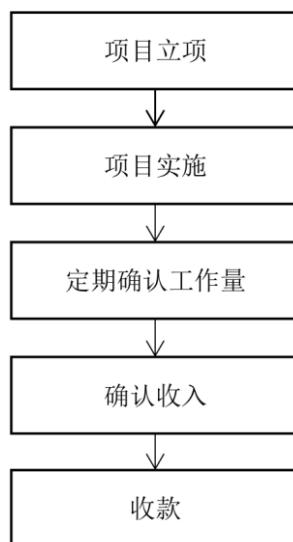 项目立项
项目实施
定期确认工作量
确认收入
收款